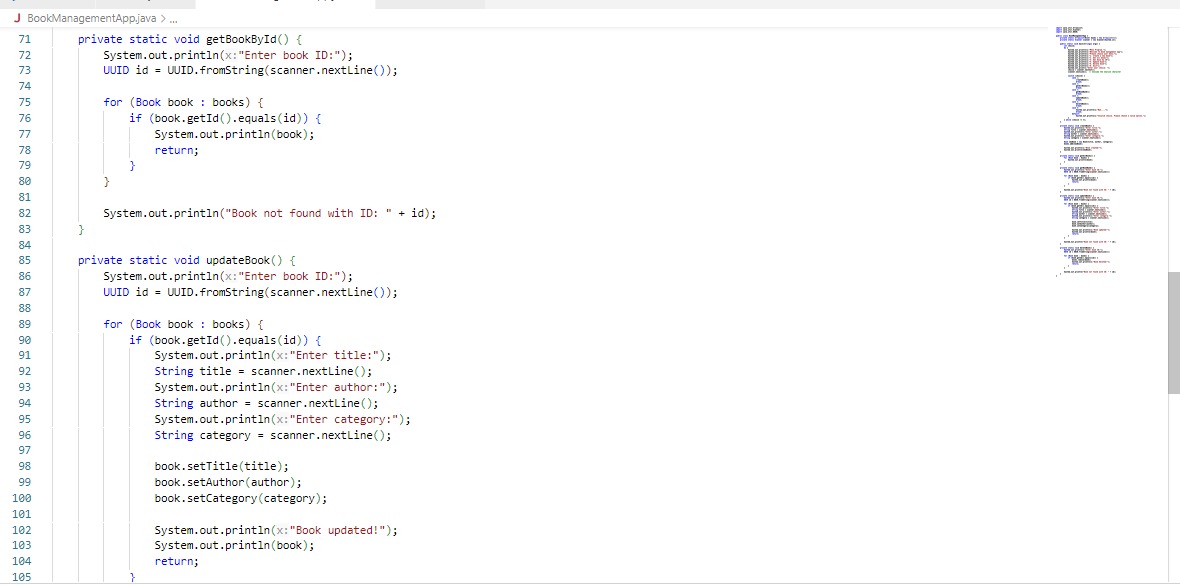 J BookManagementApp.java > ...
71 private static void getBookById() {
72 System.out.println(x:"Enter book ID:");
73 UUID id = UUID.fromString(scanner.nextLine());
74
75 for (Book book : books) {
76 if (book.getId().equals(id)) {
77 System.out.println(book);
78 return;
79 }
80 }
81
82 System.out.println("Book not found with ID: " + id);
83 }
84
85 private static void updateBook() {
86 System.out.println(x:"Enter book ID:");
87 UUID id = UUID.fromString(scanner.nextLine());
88
89 for (Book book : books) {
90 if (book.getId().equals(id)) {
91 System.out.println(x:"Enter title:");
92 String title = scanner.nextLine();
93 System.out.println(x:"Enter author:");
94 String author = scanner.nextLine();
95 System.out.println(x:"Enter category:");
96 String category = scanner.nextLine();
97
98 book.setTitle(title);
99 book.setAuthor(author);
100 book.setCategory(category);
101
102 System.out.println(x:"Book updated!");
103 System.out.println(book);
104 return;
105 }